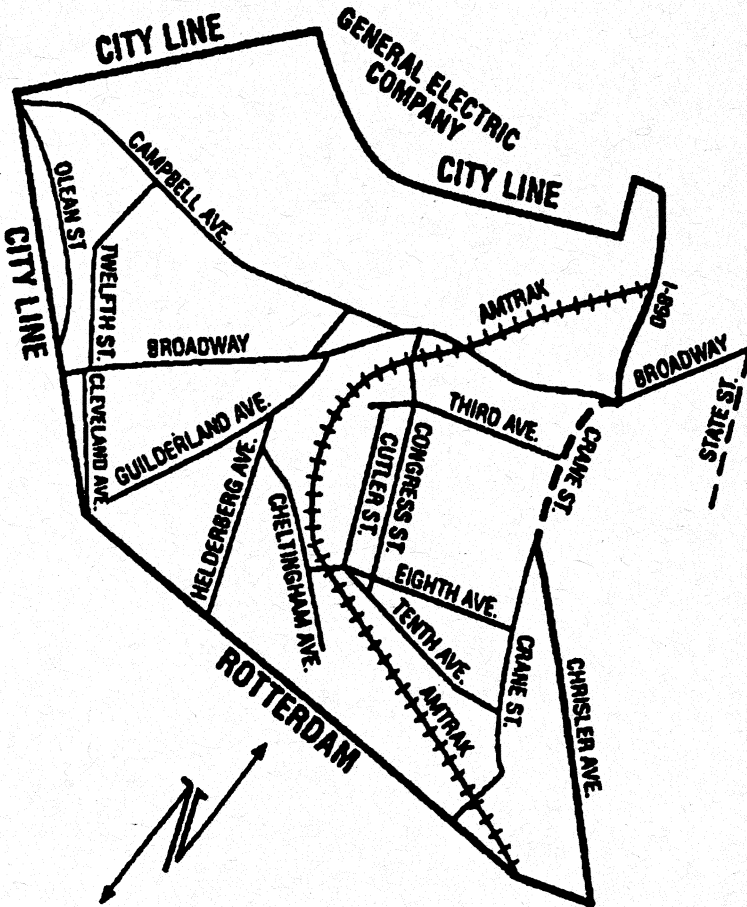 CITY LINE
GENERAL ELECTRIC
COMPANY
CITY LINE
CAMPBELL AVE.
OLEAN ST
CITY LINE
TWELFTH ST.
AMTRAK
I-890
BROADWAY
BROADWAY
STATE ST.
CLEVELAND AVE.
GUILDERLAND AVE.
THIRD AVE.
CRANE ST.
HELDERBERG AVE.
CUTLER ST.
CONGRESS ST.
CHELTINGHAM AVE.
EIGHTH AVE.
TENTH AVE.
CRANE ST.
CHRISLER AVE.
ROTTERDAM
AMTRAK
N